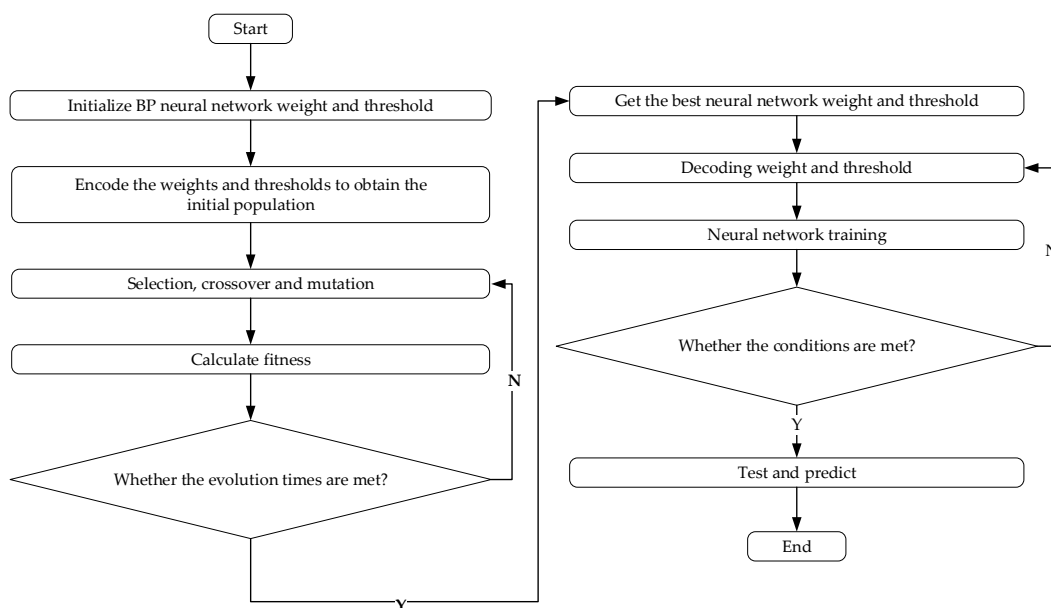 Start
Initialize BP neural network weight and threshold
Encode the weights and thresholds to obtain the
initial population
Selection, crossover and mutation
Calculate fitness
N
Whether the evolution times are met?
Y
Get the best neural network weight and threshold
Decoding weight and threshold
Neural network training
N
Whether the conditions are met?
Y
Test and predict
End